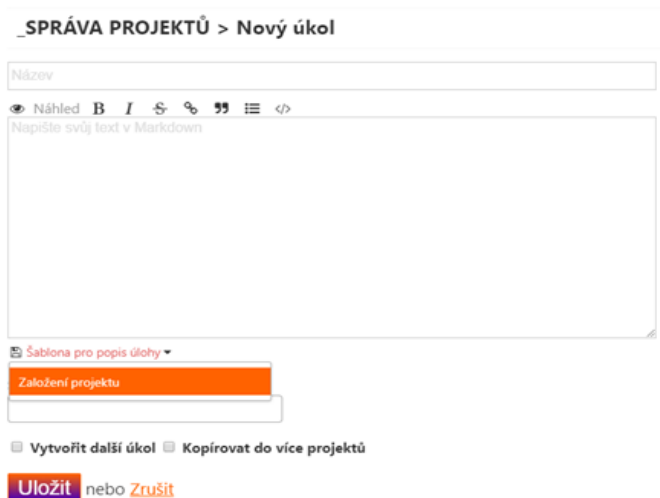 _SPRÁVA PROJEKTŮ > Nový úkol
Název
Náhled B I S
Napište svůj text v Markdown
Šablona pro popis úlohy
Založení projektu
Vytvořit další úkol Kopírovat do více projektů
Uložit nebo Zrušit